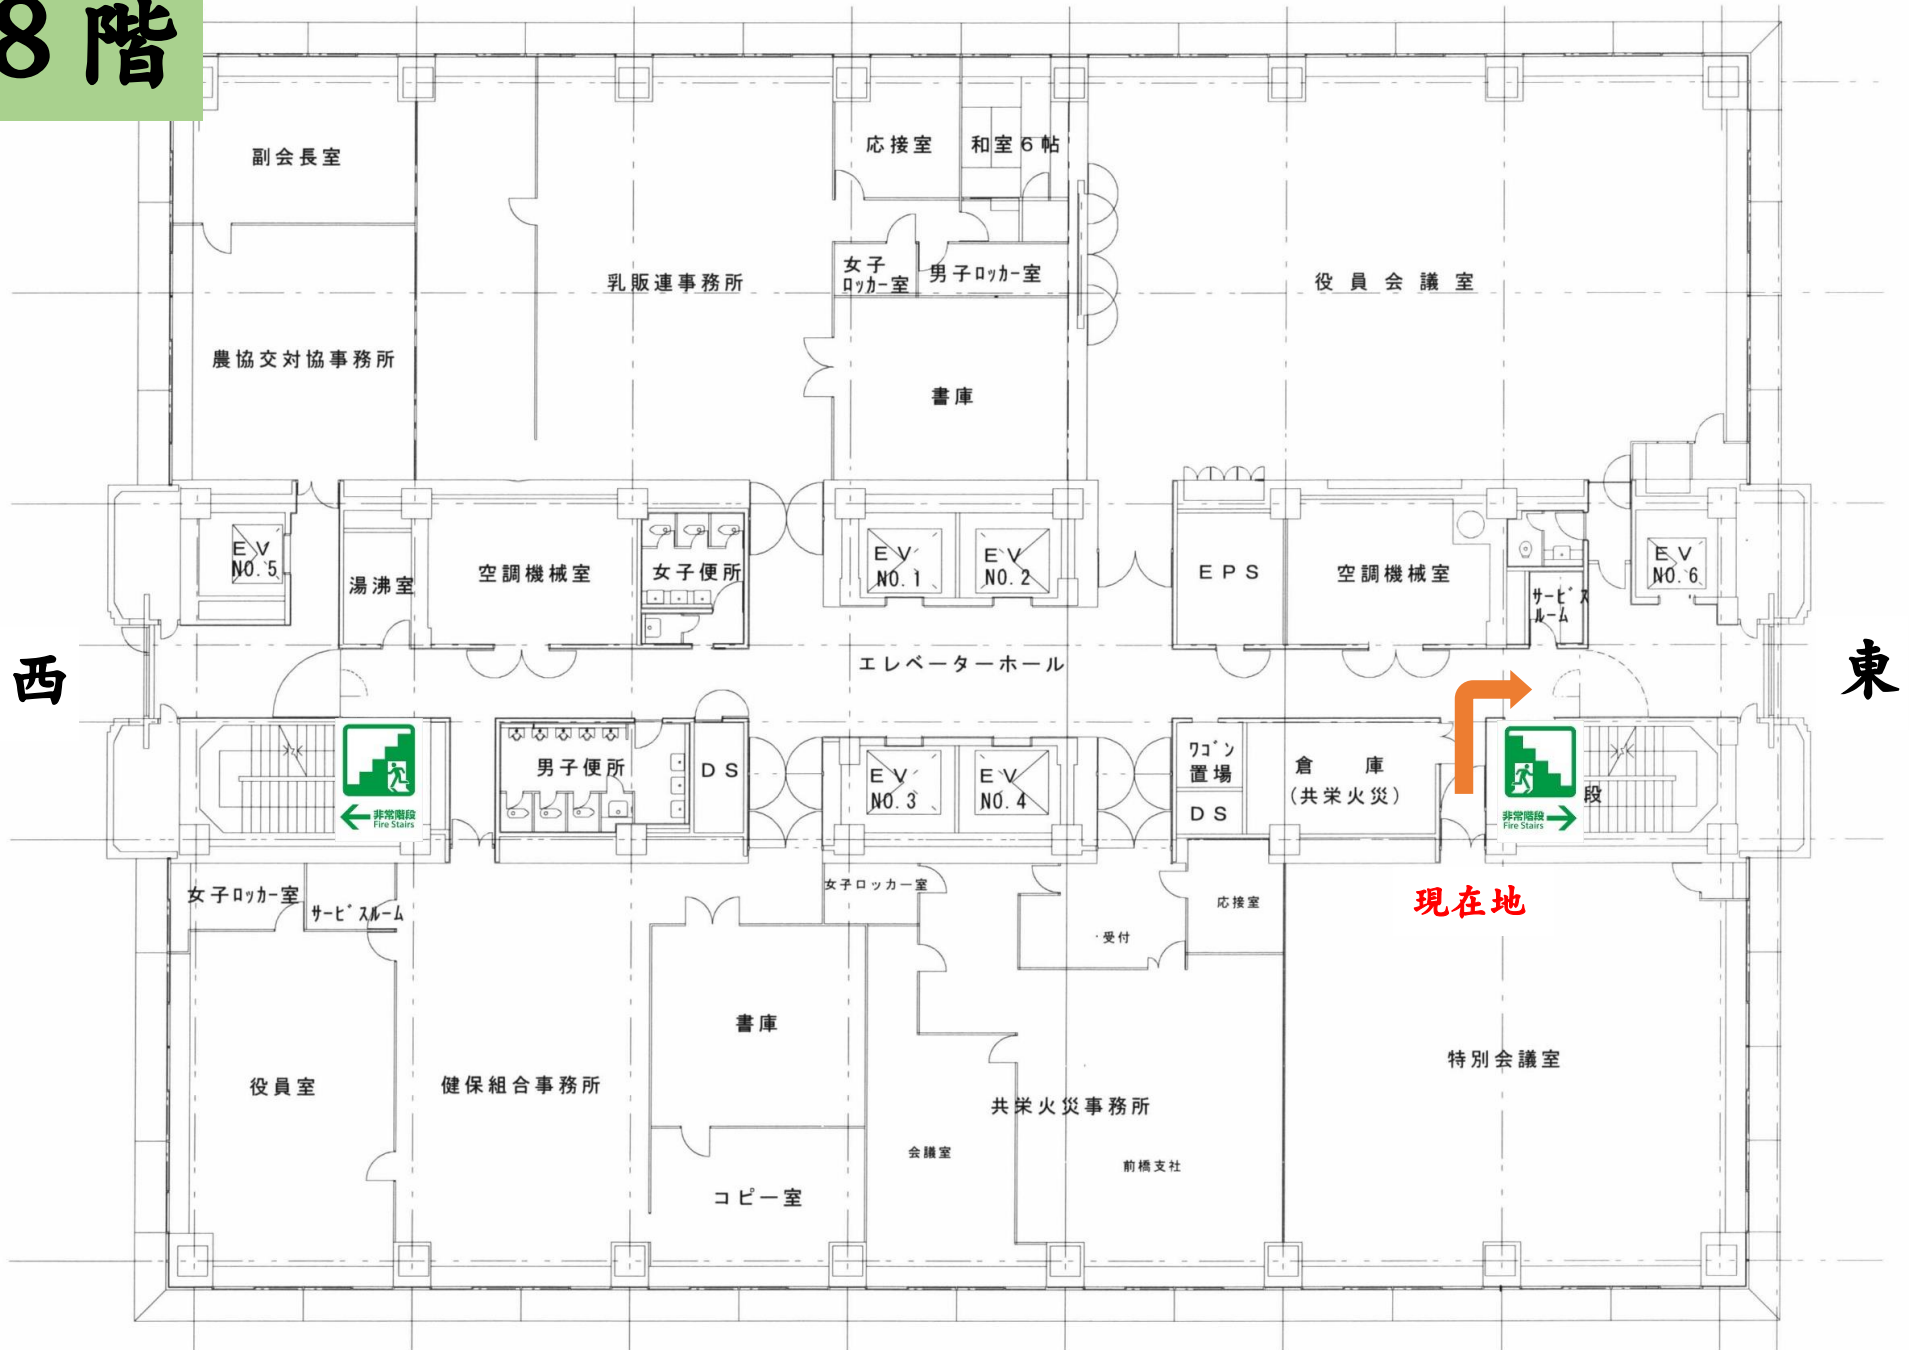 8階
副会長室
応接室
和室6帖
女子
ロッカー室
男子ロッカー室
乳販連事務所
役員会議室
農協交対協事務所
書庫
EV
NO.5
湯沸室
空調機械室
女子便所
EV
NO.1
EV
NO.2
EPS
空調機械室
サービス
ルーム
EV
NO.6
西
エレベーターホール
東
非常階段
Fire Stairs
男子便所
DS
EV
NO.3
EV
NO.4
ワゴン
置場
DS
倉庫
(共栄火災)
段
非常階段
Fire Stairs
女子ロッカー室
サービスルーム
女子ロッカー室
受付
応接室
現在地
書庫
役員室
健保組合事務所
共栄火災事務所
特別会議室
会議室
前橋支社
コピー室